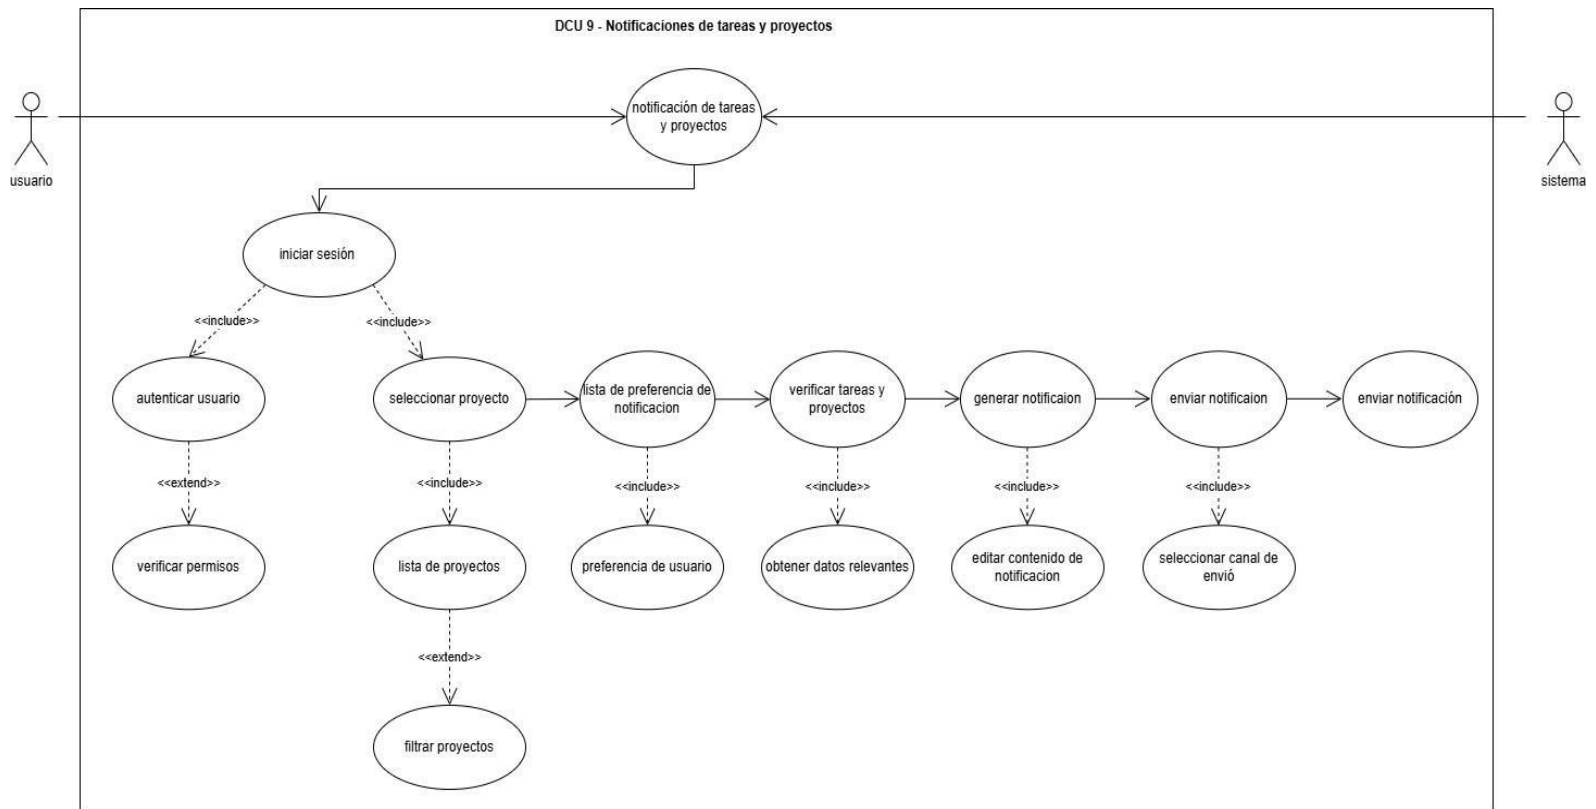 DCU 9 - Notificaciones de tareas y proyectos
notificación de tareas
y proyectos
usuario
sistema
iniciar sesión
<<include>>
<<include>>
autenticar usuario
seleccionar proyecto
lista de preferencia de
notificacion
verificar tareas y
proyectos
generar notificaion
enviar notificaion
enviar notificación
<<extend>>
<<include>>
<<include>>
<<include>>
<<include>>
<<include>>
verificar permisos
lista de proyectos
preferencia de usuario
obtener datos relevantes
editar contenido de
notificacion
seleccionar canal de
envió
<<extend>>
filtrar proyectos